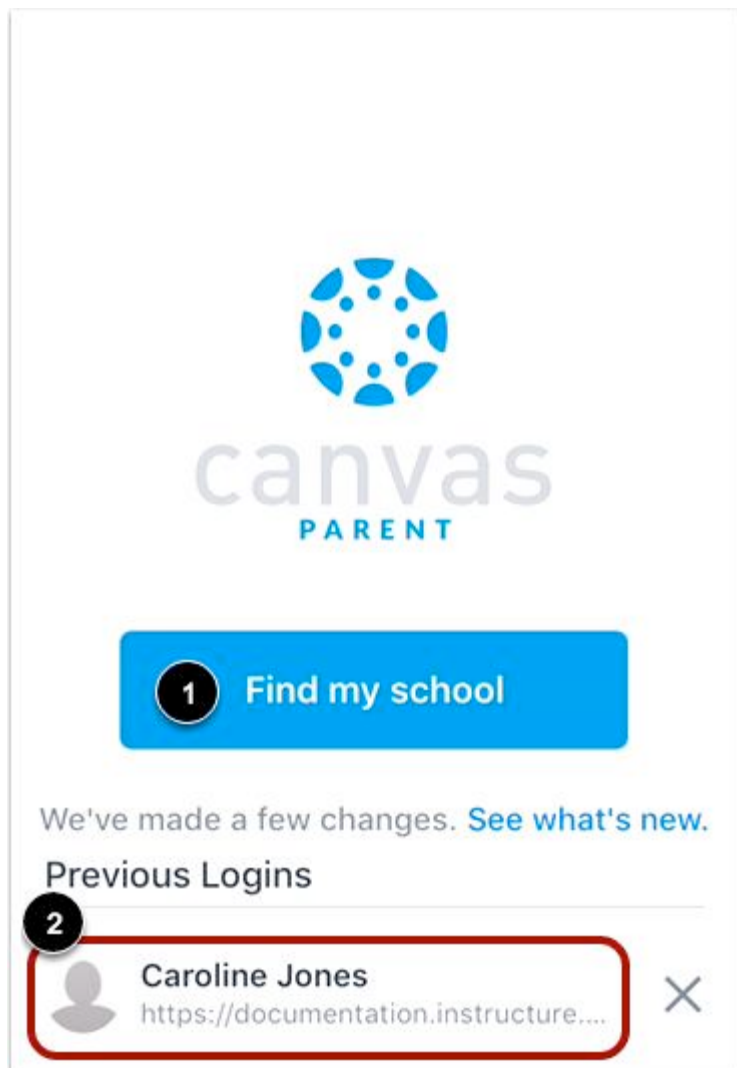 canvas
PARENT
1 Find my school
We've made a few changes. See what's new.
Previous Logins
2
Caroline Jones
https://documentation.instructure....